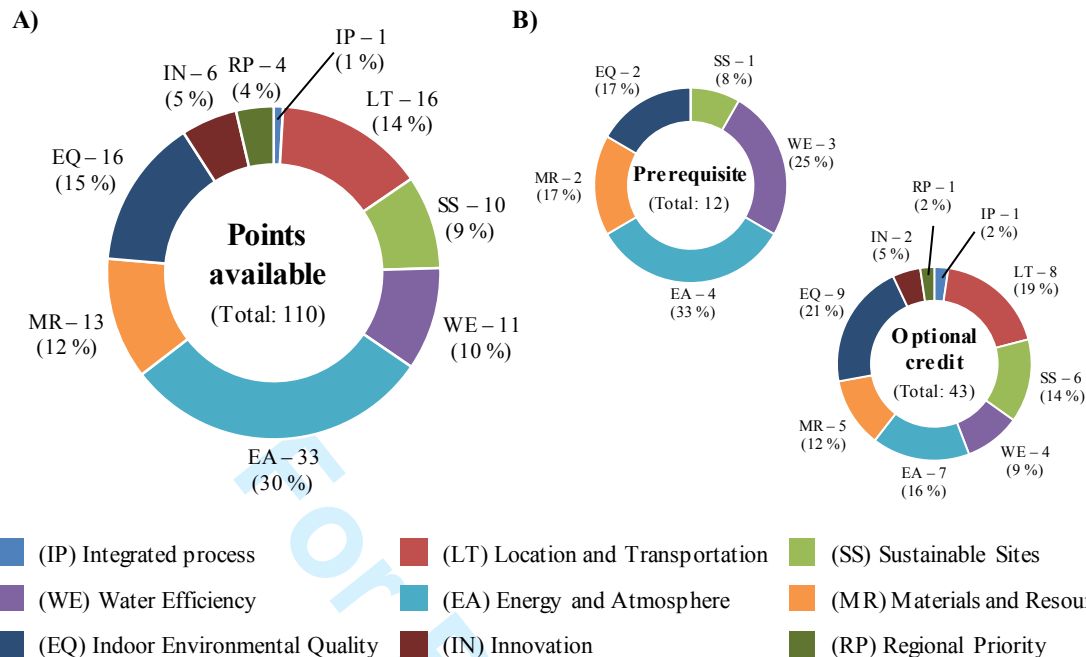 A)
IP – 1
(1 %)
LT – 16
(14 %)
SS – 10
(9 %)
WE – 11
(10 %)
EA – 33
(30 %)
MR – 13
(12 %)
EQ – 16
(15 %)
IN – 6
(5 %)
RP – 4
(4 %)
Points
available
(Total: 110)
B)
SS – 1
(8 %)
WE – 3
(25 %)
EA – 4
(33 %)
MR – 2
(17 %)
EQ – 2
(17 %)
Prerequisite
(Total: 12)
RP – 1
(2 %)
IP – 1
(2 %)
LT – 8
(19 %)
SS – 6
(14 %)
WE – 4
(9 %)
EA – 7
(16 %)
MR – 5
(12 %)
EQ – 9
(21 %)
IN – 2
(5 %)
Optional
credit
(Total: 43)
(IP) Integrated process
(LT) Location and Transportation
(SS) Sustainable Sites
(WE) Water Efficiency
(EA) Energy and Atmosphere
(MR) Materials and Resou
(EQ) Indoor Environmental Quality
(IN) Innovation
(RP) Regional Priority
For